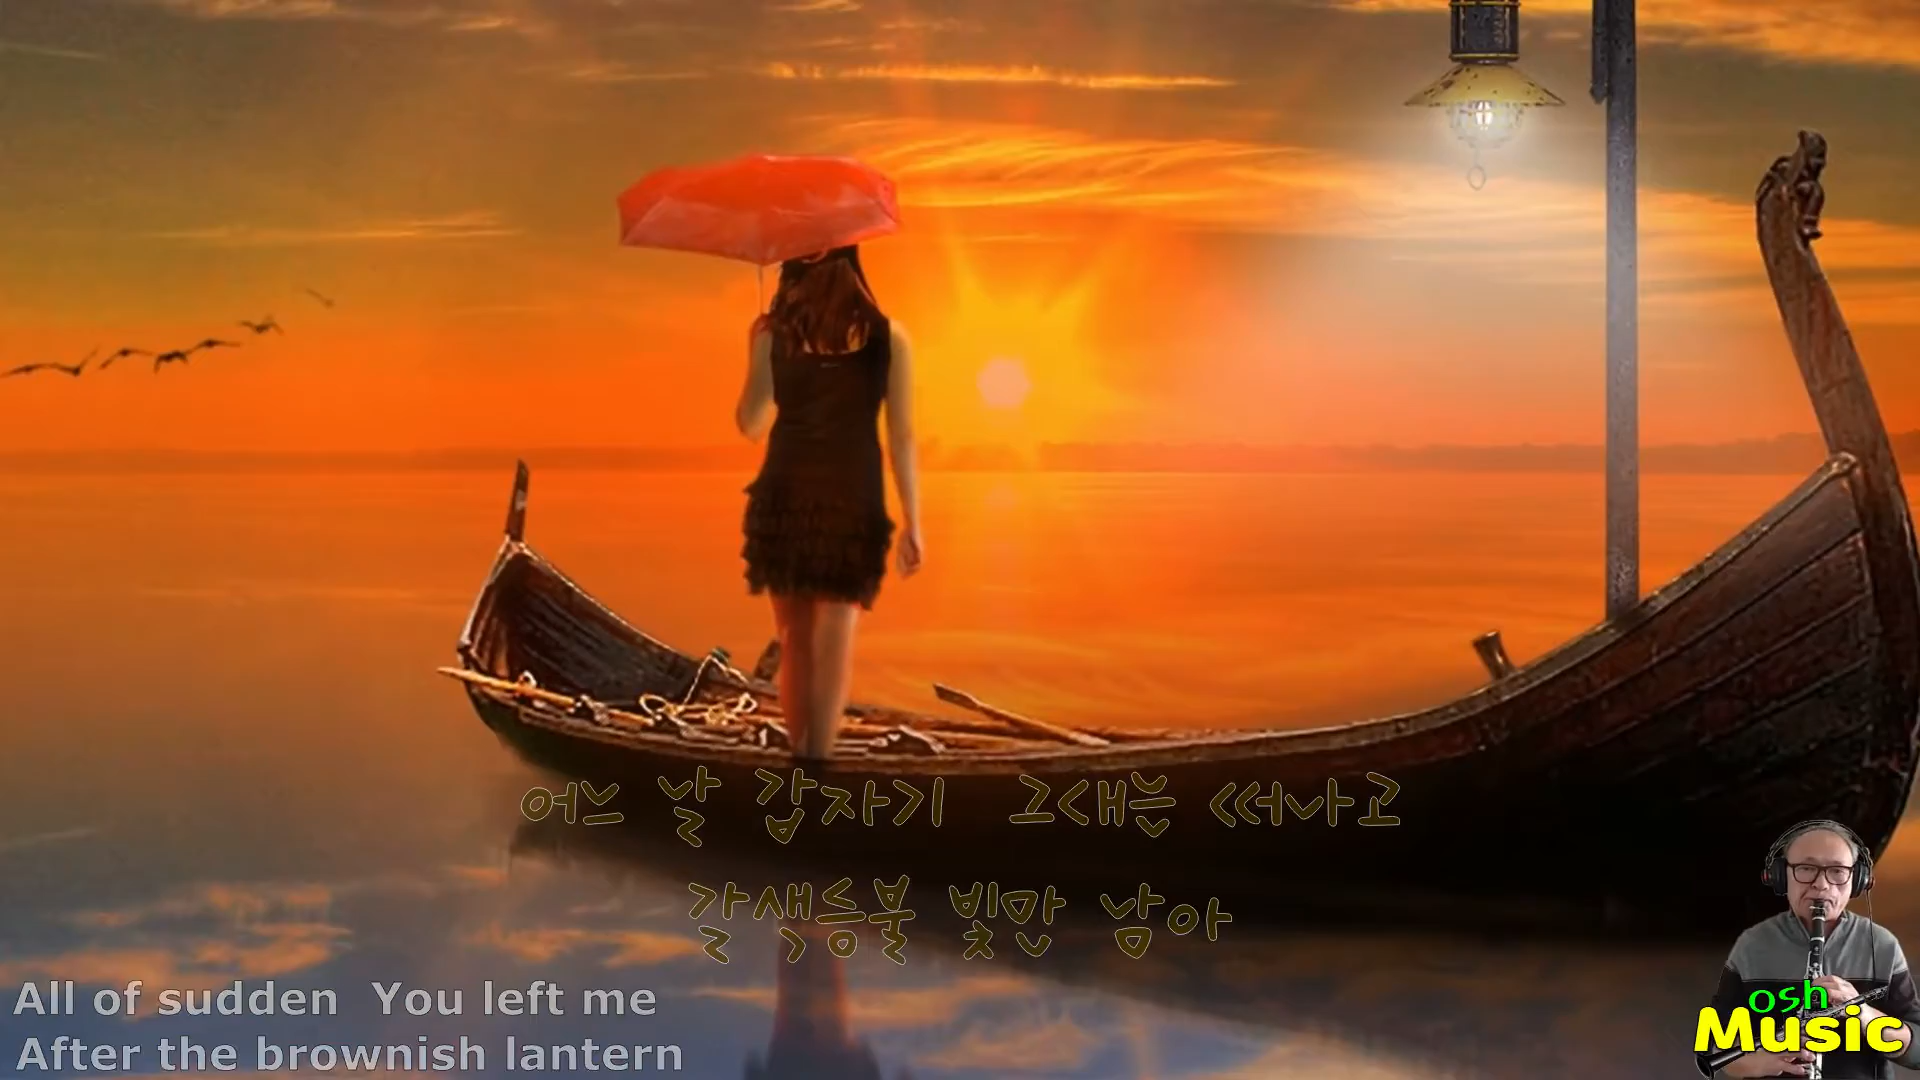 어느 날 갑자기 그대는 떠나고
갈색등불 빛만 남아
All of sudden You left me
After the brownish lantern
osh
Music